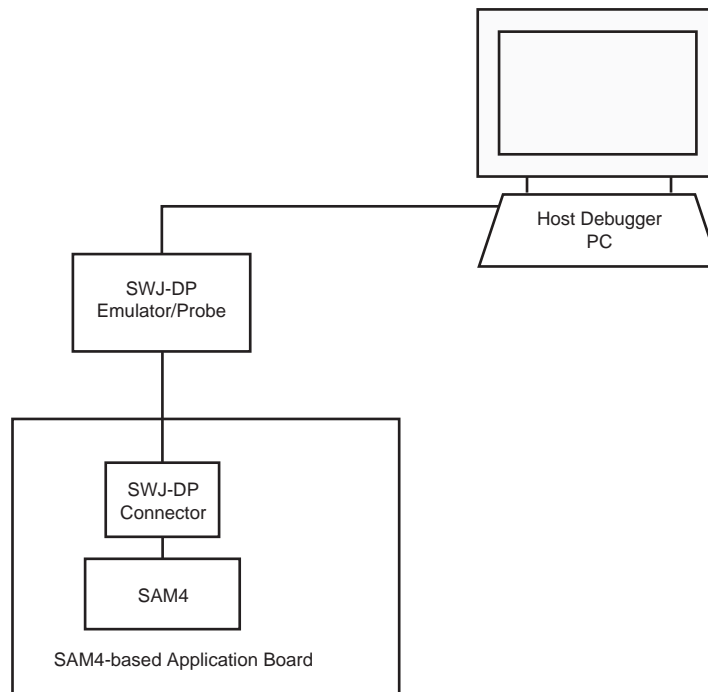 Host Debugger
PC
SWJ-DP
Emulator/Probe
SWJ-DP
Connector
SAM4
SAM4-based Application Board